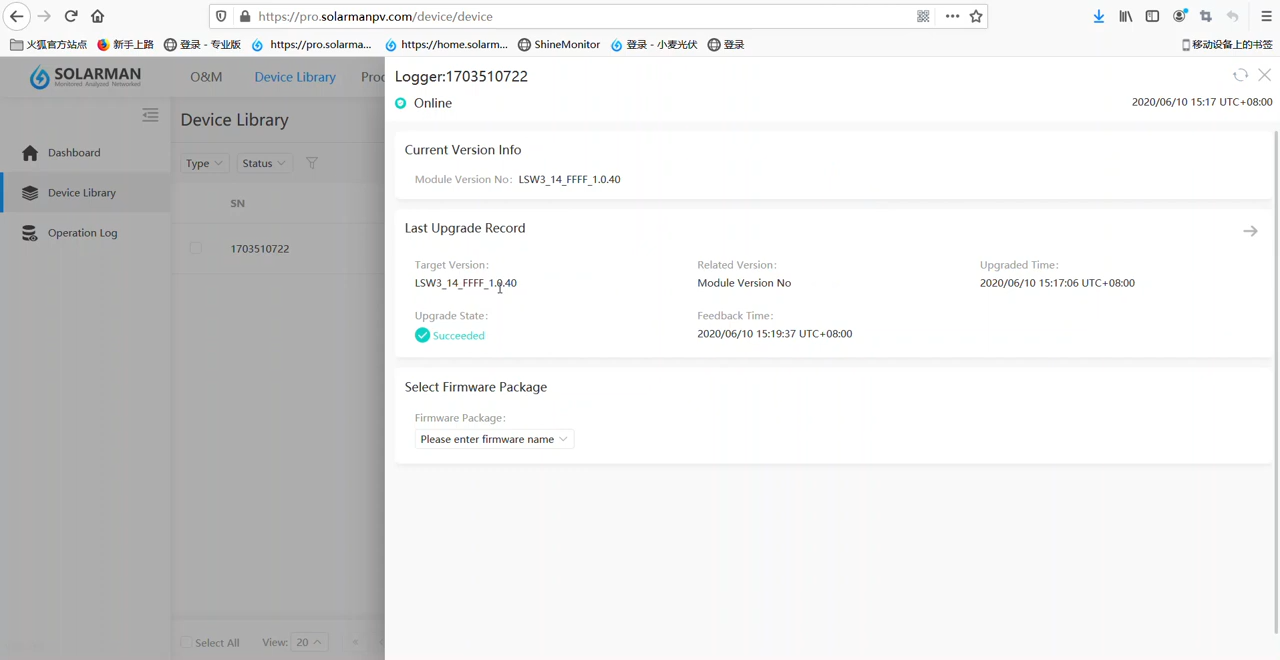 https://pro.solarmanpv.com/device/device
火狐官方站点 新手上路 登录 - 专业版 https://pro.solarma... https://home.solarm... ShineMonitor 登录 - 小麦光伏 登录 移动设备上的书签
SOLARMAN
Monitored. Analyzed. Networked.
O&M Device Library Proc
Dashboard
Device Library
Operation Log
Device Library
Type Status
SN
1703510722
Select All View: 20
Logger:1703510722
Online 2020/06/10 15:17 UTC+08:00
Current Version Info
Module Version No: LSW3_14_FFFF_1.0.40
Last Upgrade Record
Target Version: Related Version: Upgraded Time:
LSW3_14_FFFF_1.0.40 Module Version No 2020/06/10 15:17:06 UTC+08:00
Upgrade State: Feedback Time:
Succeeded 2020/06/10 15:19:37 UTC+08:00
Select Firmware Package
Firmware Package:
Please enter firmware name